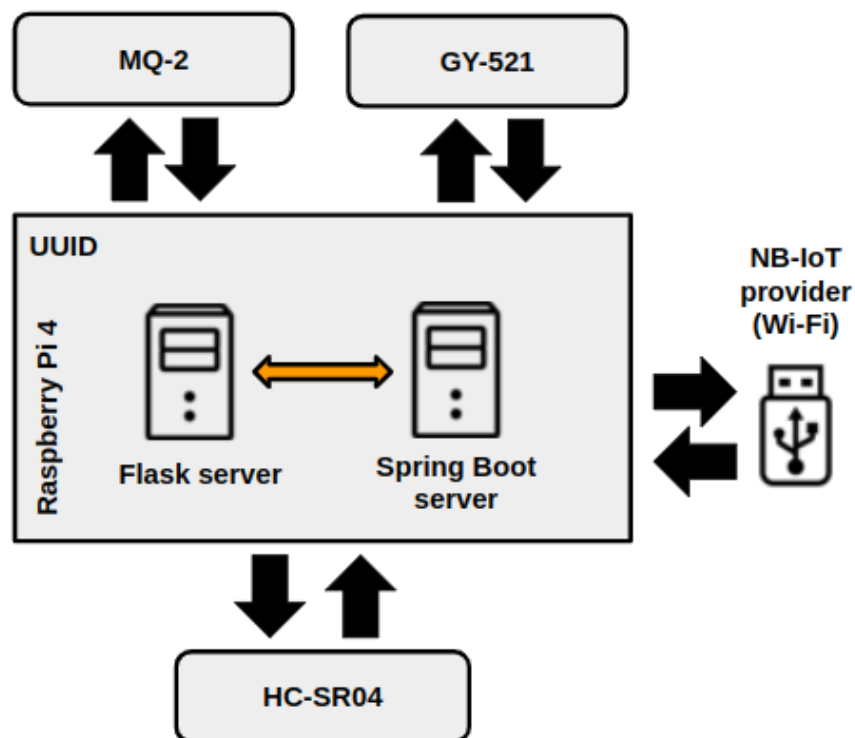 MQ-2
GY-521
UUID
Raspberry Pi 4
Flask server
Spring Boot
server
NB-IoT
provider
(Wi-Fi)
HC-SR04